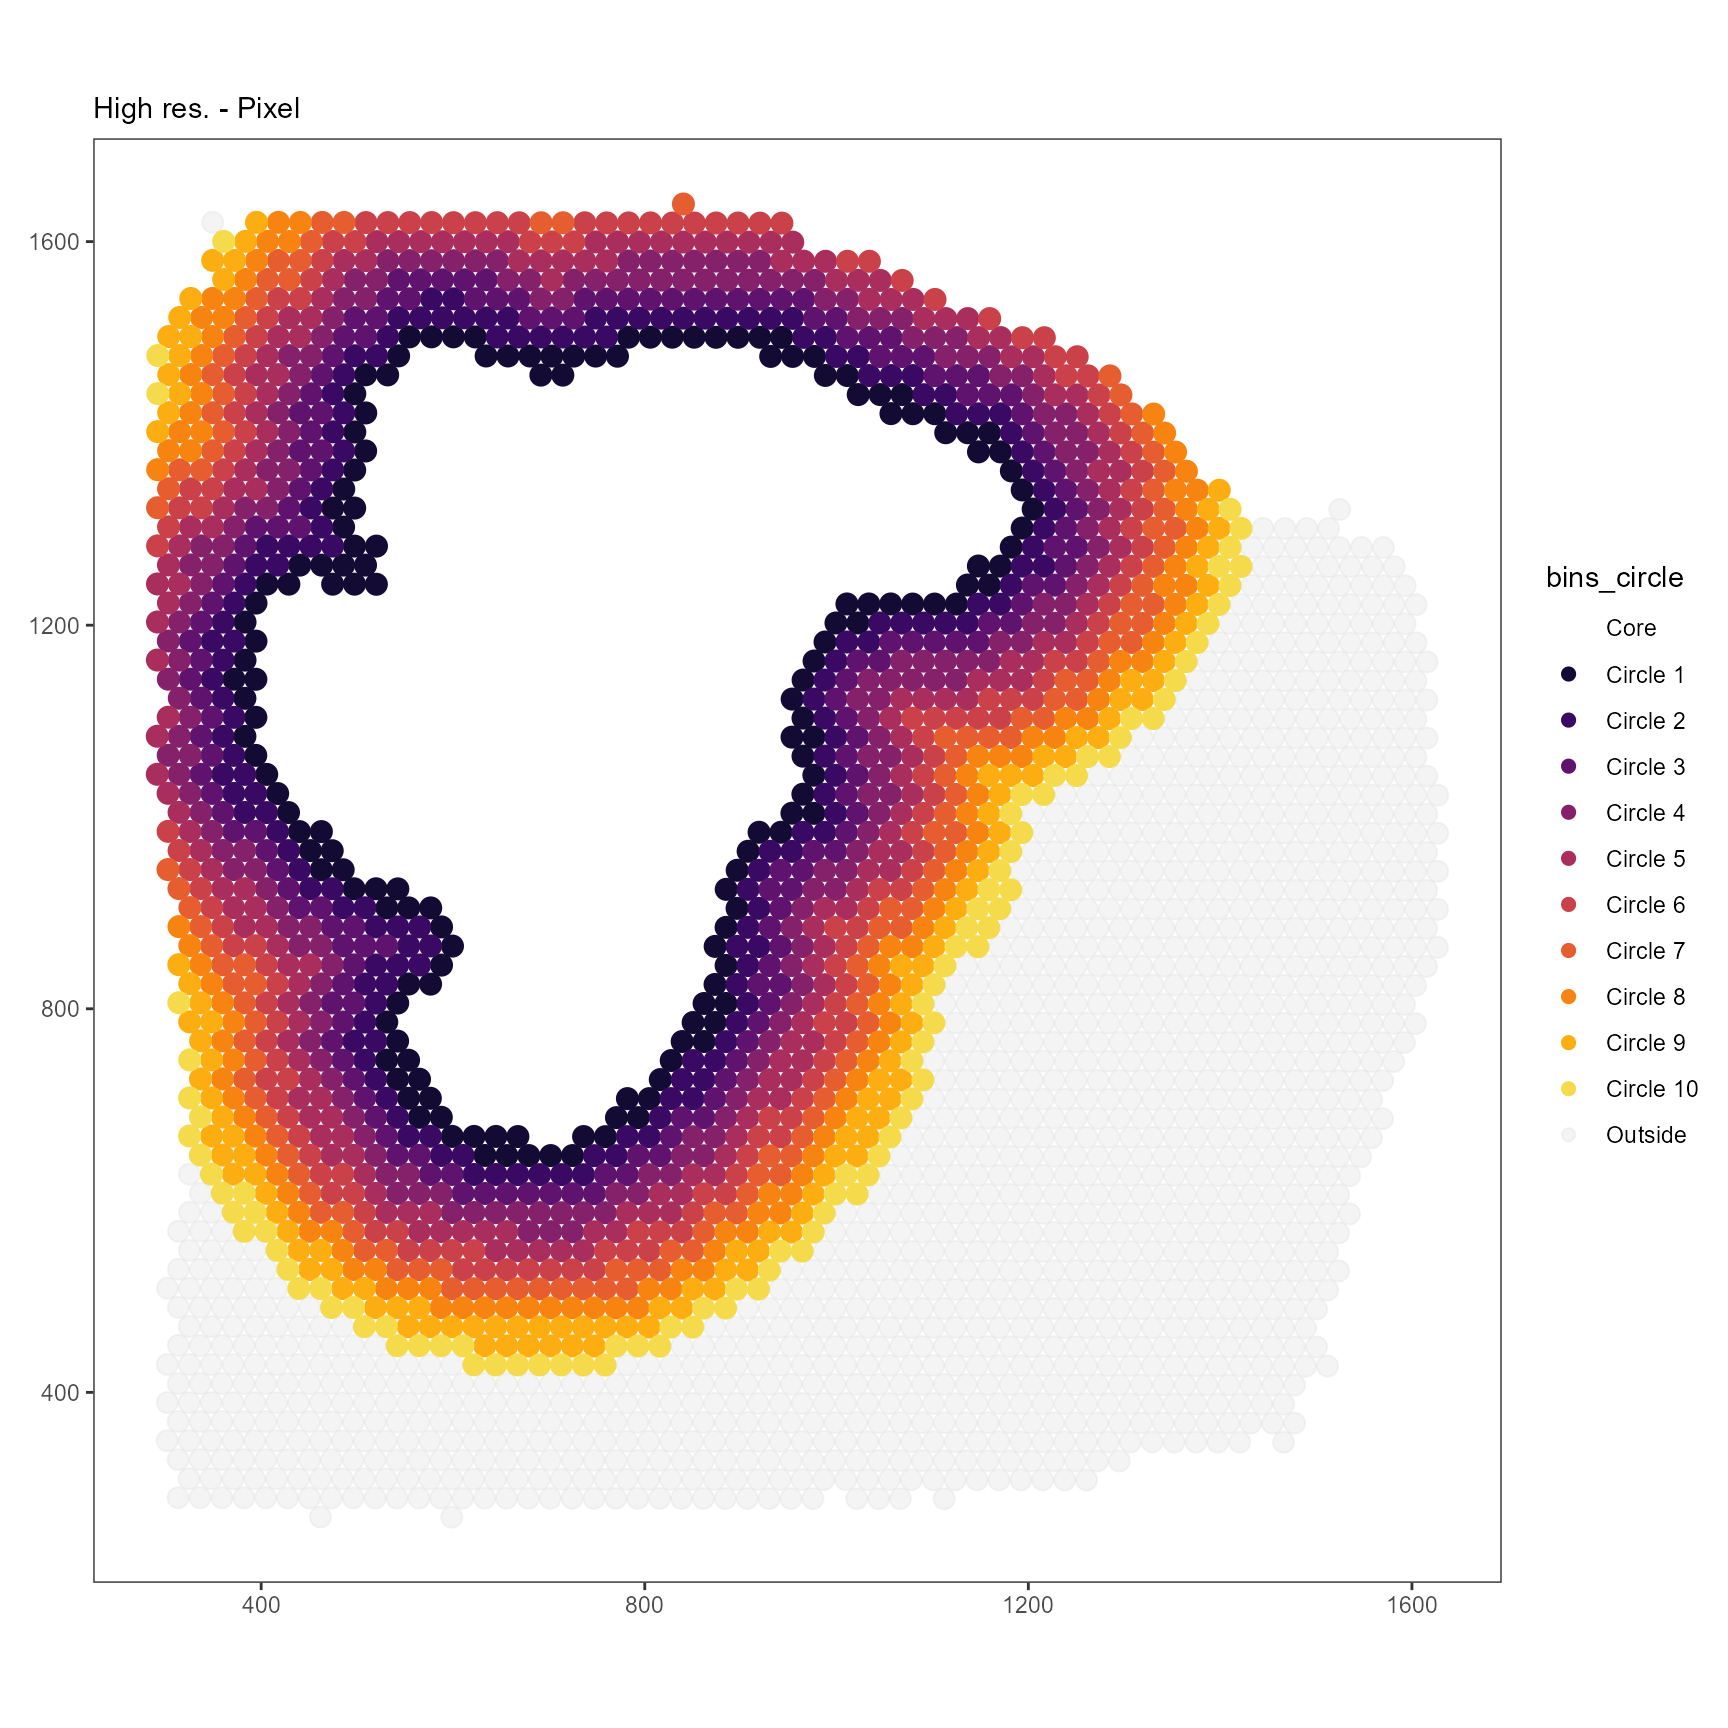 High res. - Pixel
1600
1200
800
400
400 800 1200 1600
bins_circle
Core
Circle 1
Circle 2
Circle 3
Circle 4
Circle 5
Circle 6
Circle 7
Circle 8
Circle 9
Circle 10
Outside